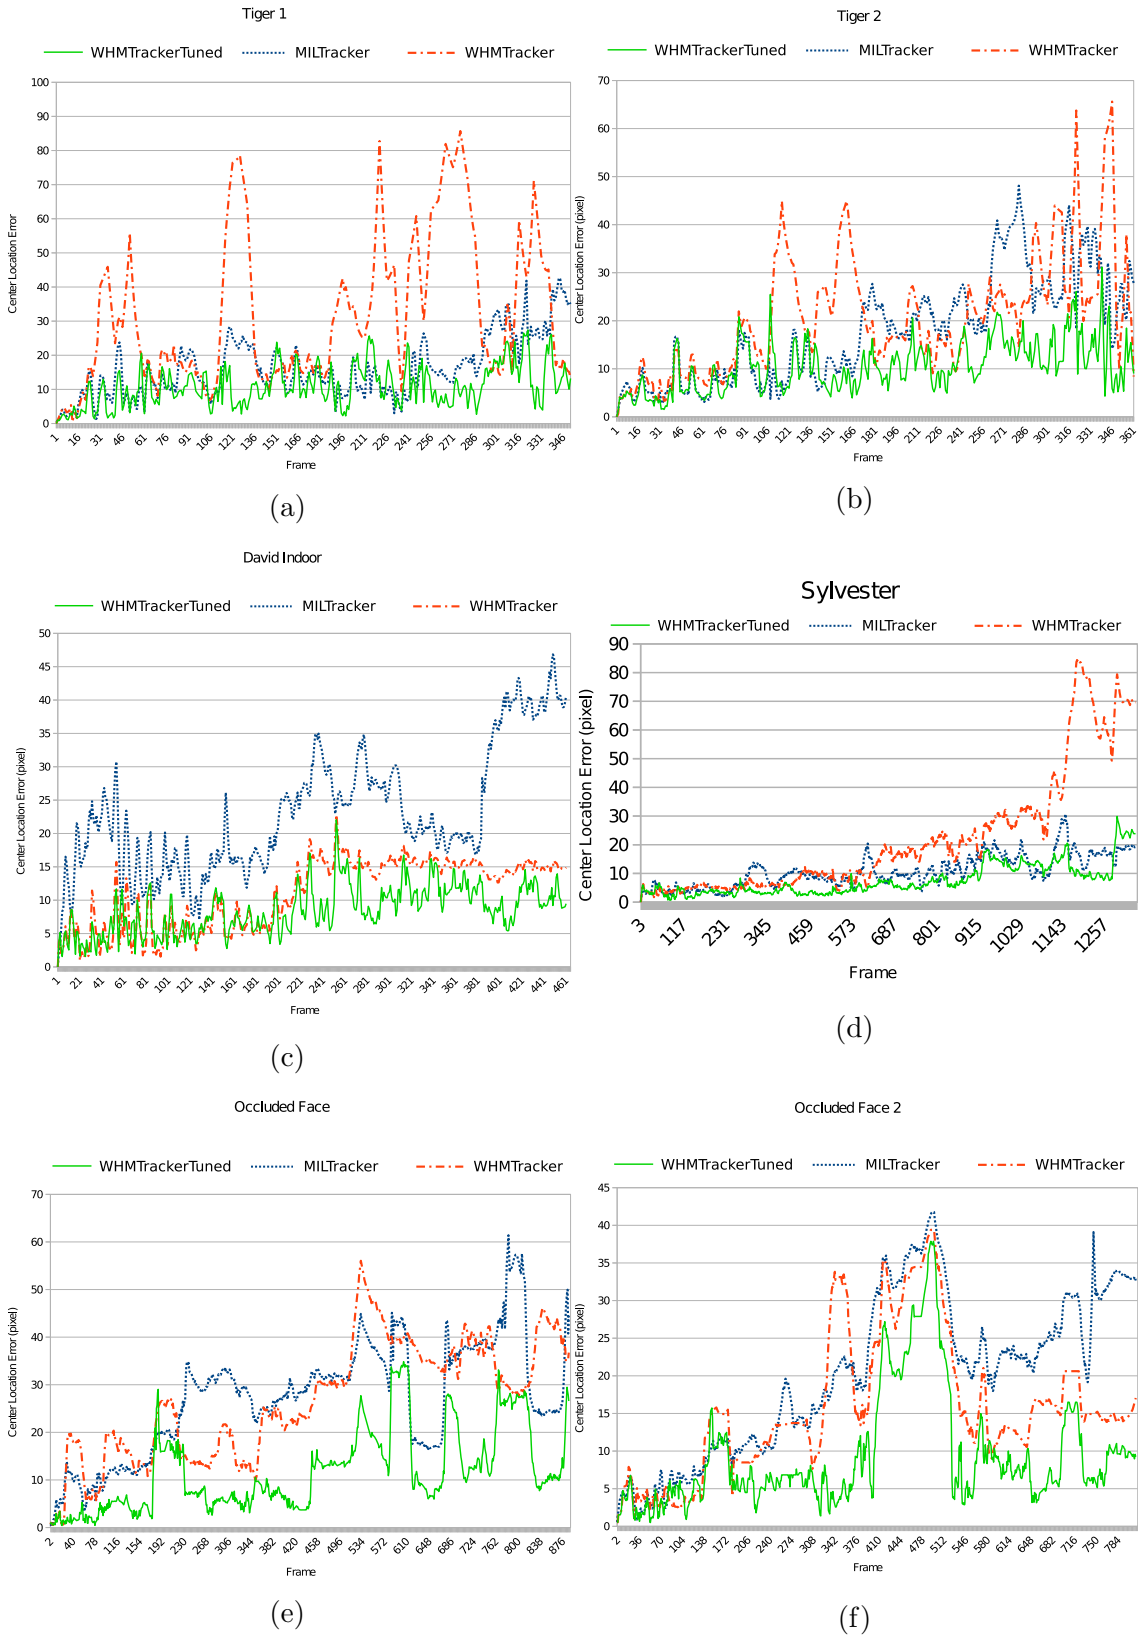 Tiger 1
WHMTrackerTuned MILTracker WHMTracker
100
90
80
70
60
50
40
30
20
10
0
Center Location Error
1 16 31 46 61 76 91 106 121 136 151 166 181 196 211 226 241 256 271 286 301 316 331 346
Frame
(a)
Tiger 2
WHMTrackerTuned MILTracker WHMTracker
70
60
50
40
30
20
10
0
Center Location Error (pixel)
1 16 31 46 61 76 91 106 121 136 151 166 181 196 211 226 241 256 271 286 301 316 331 346 361
Frame
(b)
David Indoor
WHMTrackerTuned MILTracker WHMTracker
50
45
40
35
30
25
20
15
10
5
0
Center Location Error (pixel)
1 21 41 61 81 101 121 141 161 181 201 221 241 261 281 301 321 341 361 381 401 421 441 461
Frame
(c)
Sylvester
WHMTrackerTuned MILTracker WHMTracker
90
80
70
60
50
40
30
20
10
0
Center Location Error (pixel)
3 117 231 345 459 573 687 801 915 1029 1143 1257
Frame
(d)
Occluded Face
WHMTrackerTuned MILTracker WHMTracker
70
60
50
40
30
20
10
0
Center Location Error (pixel)
2 40 78 116 154 192 230 268 306 344 382 420 458 496 534 572 610 648 686 724 762 800 838 876
Frame
(e)
Occluded Face 2
WHMTrackerTuned MILTracker WHMTracker
45
40
35
30
25
20
15
10
5
0
Center Location Error (pixel)
2 36 70 104 138 172 206 240 274 308 342 376 410 444 478 512 546 580 614 648 682 716 750 784
Frame
(f)